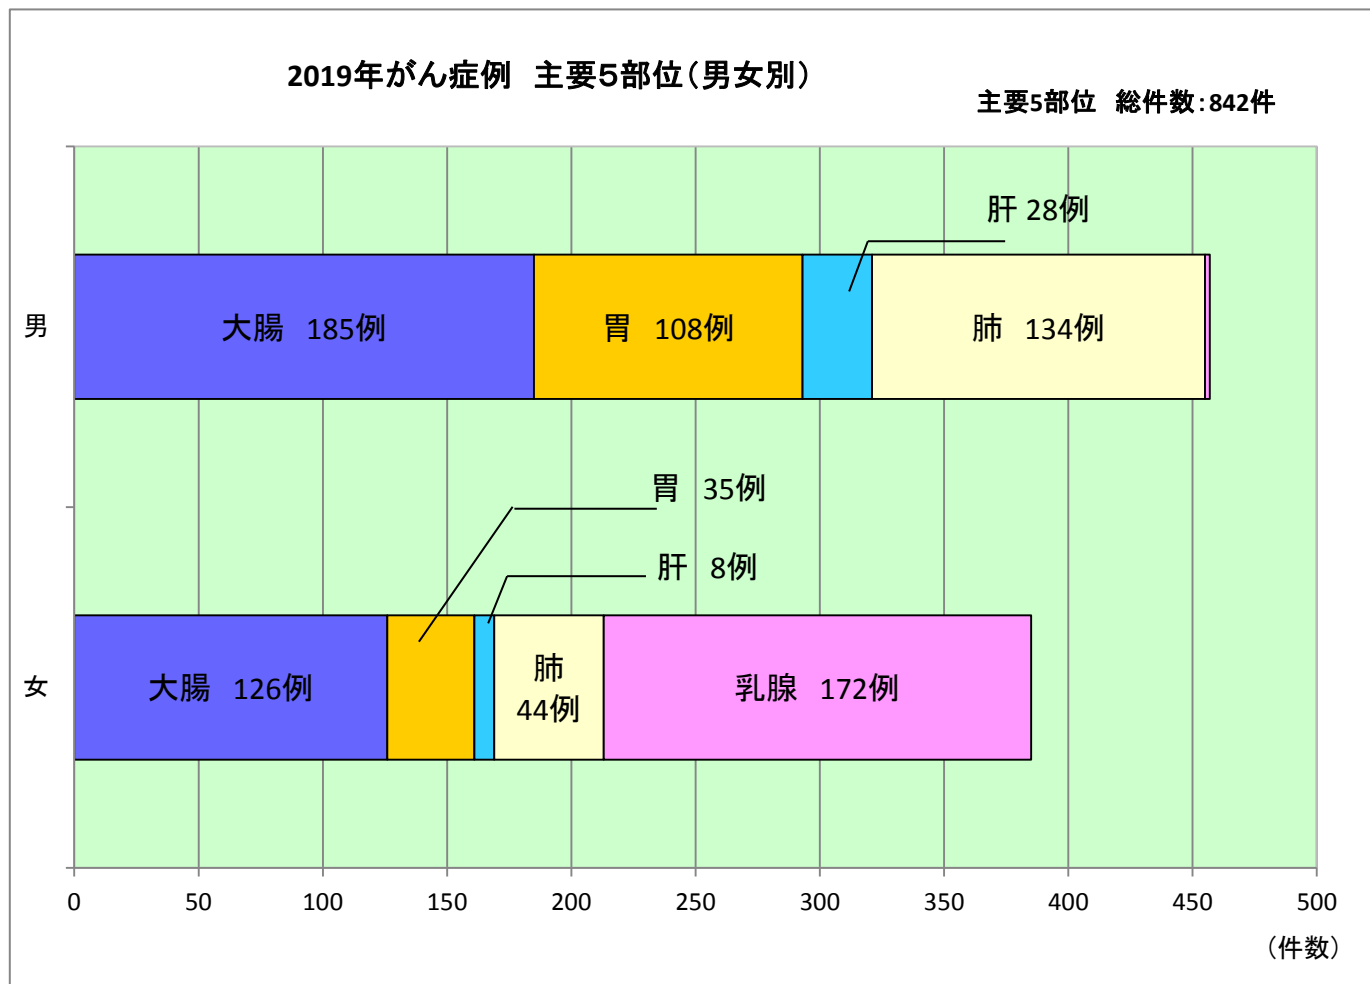 2019年がん症例　主要5部位（男女別）
主要5部位　総件数：842件
肝 28例
男
大腸　185例
胃　108例
肺　134例
胃　35例
肝　8例
女
大腸　126例
肺
44例
乳腺　172例
0 50 100 150 200 250 300 350 400 450 500
（件数）